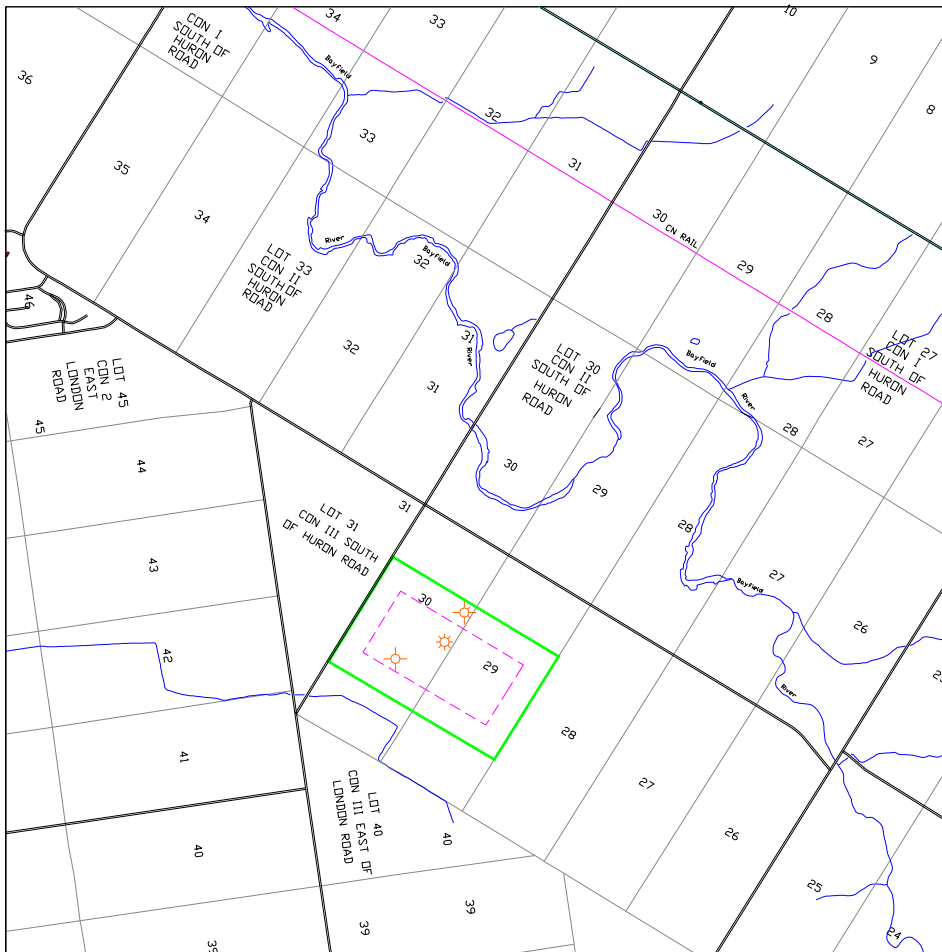 34
33
10
CON I
SOUTH OF
HURON
ROAD
9
36
Bayfield
8
32
33
31
35
34
30
CN RAIL
River
LOT 33
CON II
SOUTH OF
HURON
ROAD
Bayfield
32
29
46
28
31
River
32
LOT 27
CON I
SOUTH OF
HURON
ROAD
LOT 30
CON II
SOUTH OF
HURON
ROAD
Bayfield
LOT 45
CON 2
EAST
LONDON
ROAD
31
River
45
28
27
44
30
29
31
LOT 31
CON III SOUTH
OF HURON ROAD
28
43
27
Bayfield
30
26
42
29
River
28
41
27
LOT 40
CON III EAST OF
LONDON ROAD
40
26
40
25
39
39
39
24